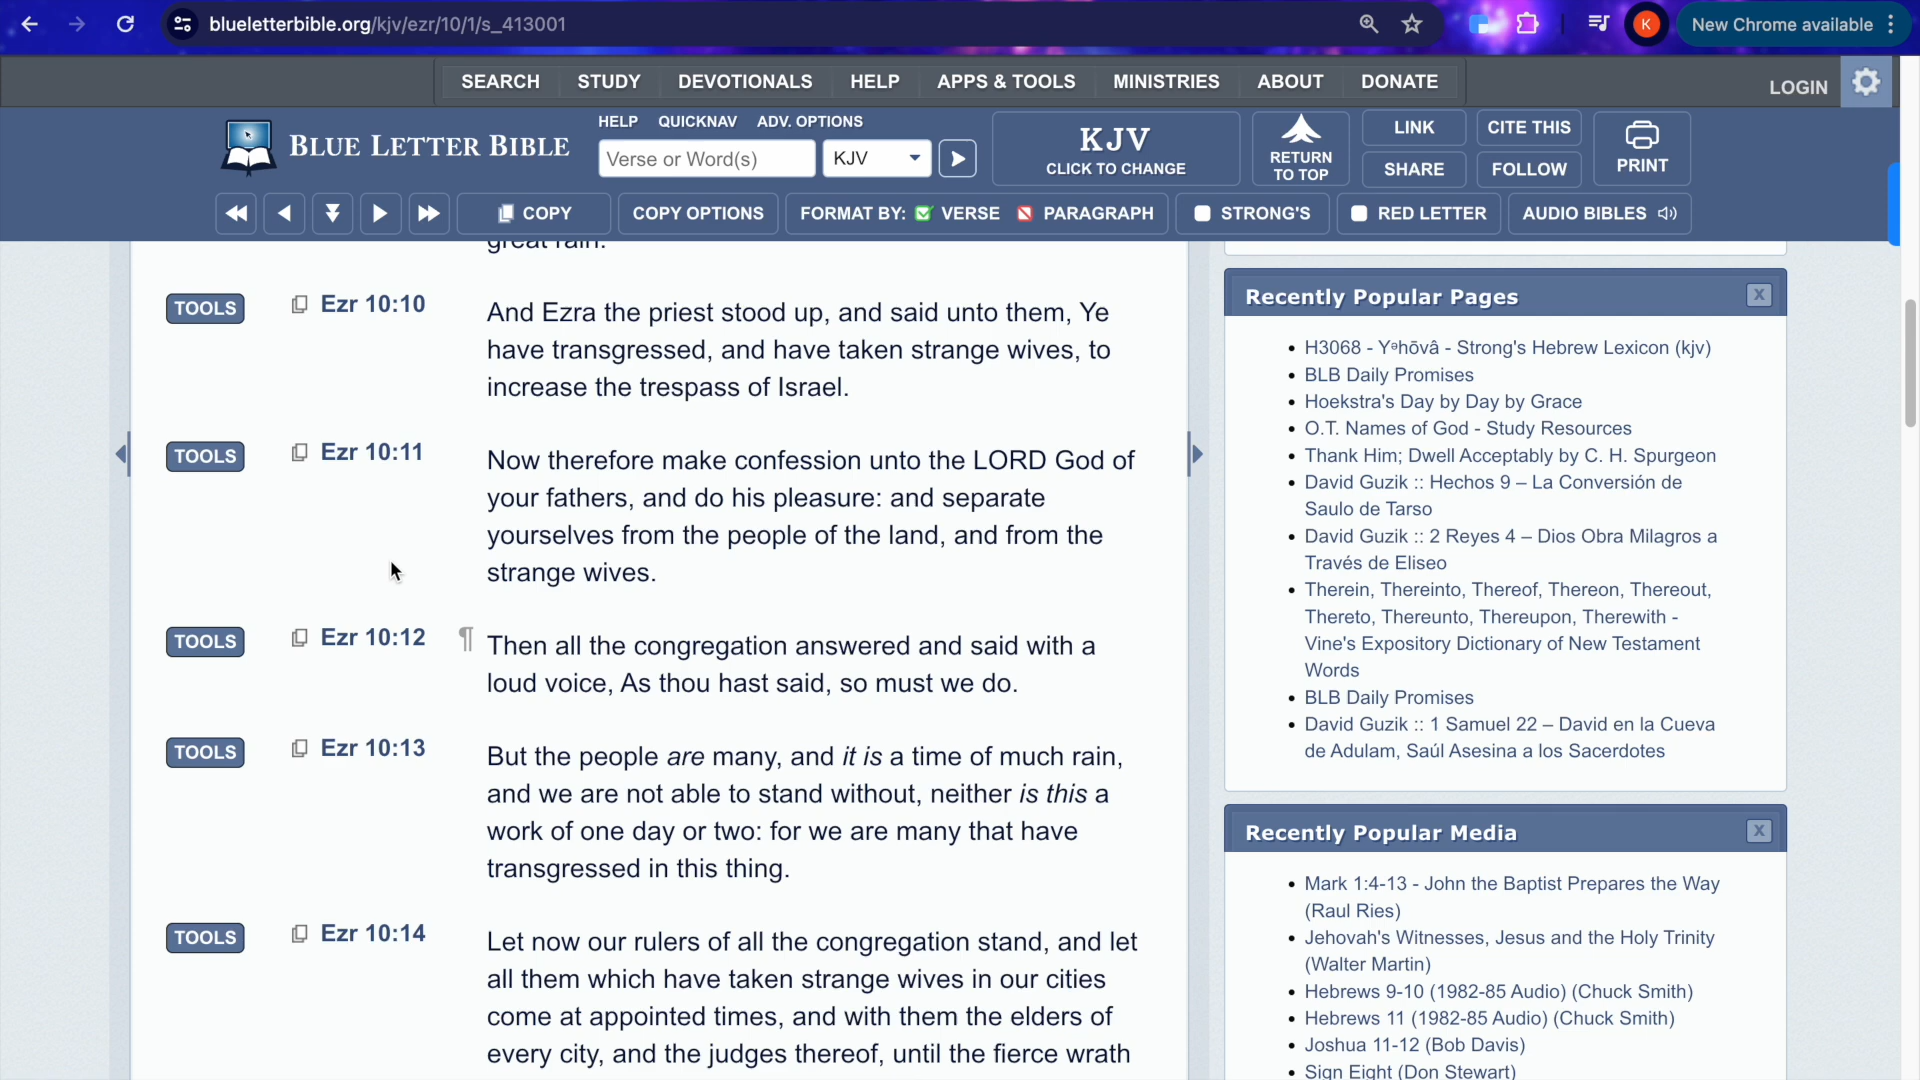 blueletterbible.org/kjv/ezr/10/1/s_413001
K
New Chrome available
SEARCH STUDY DEVOTIONALS HELP APPS & TOOLS MINISTRIES ABOUT DONATE
LOGIN
BLUE LETTER BIBLE
HELP QUICKNAV ADV. OPTIONS
Verse or Word(s)
KJV
KJV
CLICK TO CHANGE
RETURN
TO TOP
LINK
CITE THIS
SHARE
FOLLOW
PRINT
COPY
COPY OPTIONS
FORMAT BY: VERSE PARAGRAPH
STRONG'S
RED LETTER
AUDIO BIBLES
great rain.
TOOLS
Ezr 10:10
And Ezra the priest stood up, and said unto them, Ye
have transgressed, and have taken strange wives, to
increase the trespass of Israel.
TOOLS
Ezr 10:11
Now therefore make confession unto the LORD God of
your fathers, and do his pleasure: and separate
yourselves from the people of the land, and from the
strange wives.
TOOLS
Ezr 10:12
¶ Then all the congregation answered and said with a
loud voice, As thou hast said, so must we do.
TOOLS
Ezr 10:13
But the people are many, and it is a time of much rain,
and we are not able to stand without, neither is this a
work of one day or two: for we are many that have
transgressed in this thing.
TOOLS
Ezr 10:14
Let now our rulers of all the congregation stand, and let
all them which have taken strange wives in our cities
come at appointed times, and with them the elders of
every city, and the judges thereof, until the fierce wrath
Recently Popular Pages
X
• H3068 - Yᵊhōvâ - Strong's Hebrew Lexicon (kjv)
• BLB Daily Promises
• Hoekstra's Day by Day by Grace
• O.T. Names of God - Study Resources
• Thank Him; Dwell Acceptably by C. H. Spurgeon
• David Guzik :: Hechos 9 – La Conversión de
Saulo de Tarso
• David Guzik :: 2 Reyes 4 – Dios Obra Milagros a
Través de Eliseo
• Therein, Thereinto, Thereof, Thereon, Thereout,
Thereto, Thereunto, Thereupon, Therewith -
Vine's Expository Dictionary of New Testament
Words
• BLB Daily Promises
• David Guzik :: 1 Samuel 22 – David en la Cueva
de Adulam, Saúl Asesina a los Sacerdotes
Recently Popular Media
X
• Mark 1:4-13 - John the Baptist Prepares the Way
(Raul Ries)
• Jehovah's Witnesses, Jesus and the Holy Trinity
(Walter Martin)
• Hebrews 9-10 (1982-85 Audio) (Chuck Smith)
• Hebrews 11 (1982-85 Audio) (Chuck Smith)
• Joshua 11-12 (Bob Davis)
• Sign Eight (Don Stewart)